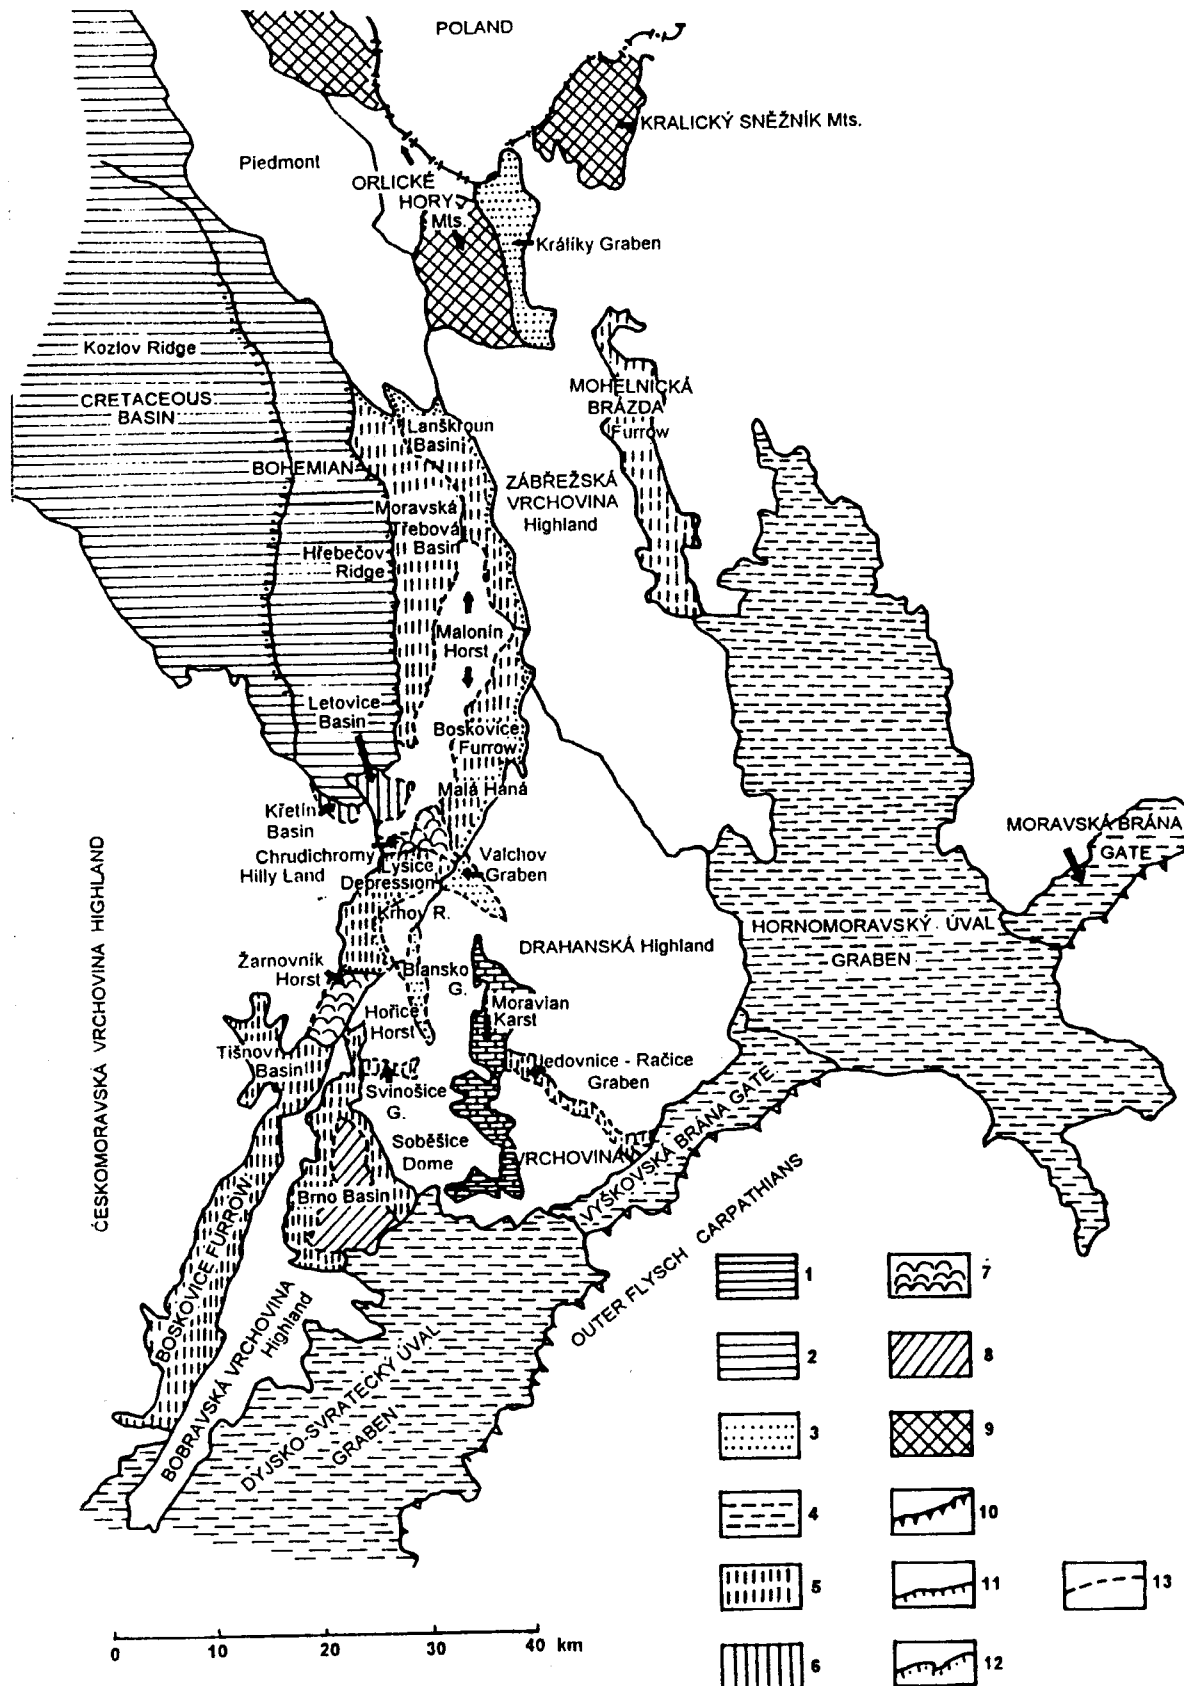 POLAND
KRALICKÝ SNĚŽNÍK Mts.
Piedmont
ORLICKÉ
HORY
Mts.
Králíky Graben
Kozlov Ridge
CRETACEOUS
BASIN
BOHEMIAN
MOHELNICKÁ
BRÁZDA
Furrow
Lanškroun
Basin
ZÁBŘEŽSKÁ
VRCHOVINA
Highland
Moravská
Třebová
Basin
Hřebečov
Ridge
Malonín
Horst
Letovice
Basin
Boskovice
Furrow
Malá Haná
Křetín
Basin
Chrudichromy
Hilly Land
Lysice
Depression
Valchov
Graben
Krhov R.
MORAVSKÁ BRÁNA
GATE
HORNOMORAVSKÝ ÚVAL
GRABEN
DRAHANSKÁ Highland
Žarnovník
Horst
Blansko
G.
Moravian
Karst
Hořice
Horst
Tišnov
Basin
Jedovnice - Račice
Graben
Svinošice
G.
Soběšice
Dome
VRCHOVINA
VYŠKOVSKÁ BRÁNA GATE
Brno Basin
ČESKOMORAVSKÁ VRCHOVINA HIGHLAND
BOSKOVICE FURROW
BOBRAVSKÁ VRCHOVINA
Highland
DYJSKO-SVRATECKÝ ÚVAL
GRABEN
OUTER FLYSCH CARPATHIANS
1
2
3
4
5
6
7
8
9
10
11
12
13
0 10 20 30 40 km